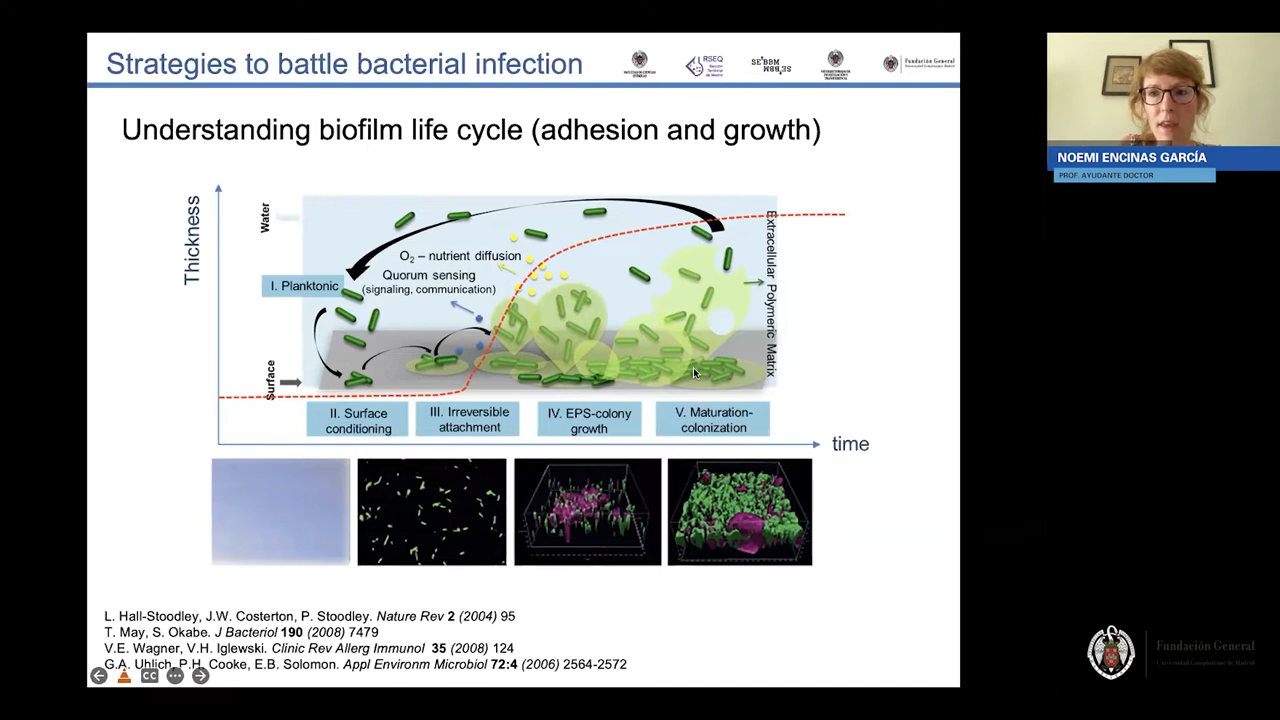 Strategies to battle bacterial infection
RSEQ
SEBBM
Fundación General
Understanding biofilm life cycle (adhesion and growth)
Thickness
Water
Surface
O2 – nutrient diffusion
Quorum sensing
(signaling, communication)
I. Planktonic
Extracellular Polymeric Matrix
II. Surface
conditioning
III. Irreversible
attachment
IV. EPS-colony
growth
V. Maturation-
colonization
time
L. Hall-Stoodley, J.W. Costerton, P. Stoodley. Nature Rev 2 (2004) 95
T. May, S. Okabe. J Bacteriol 190 (2008) 7479
V.E. Wagner, V.H. Iglewski. Clinic Rev Allerg Immunol 35 (2008) 124
G.A. Uhlich, P.H. Cooke, E.B. Solomon. Appl Environm Microbiol 72:4 (2006) 2564-2572
CC
NOEMI ENCINAS GARCÍA
PROF. AYUDANTE DOCTOR
Fundación General
Universidad Complutense de Madrid